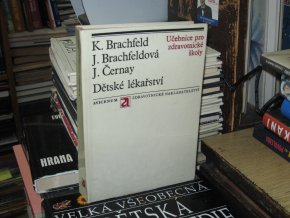 K. Brachfeld
J. Brachfeldová
J. Černay
Dětské lékařství
Učebnice pro
zdravotnické
školy
AVICENUM
ZDRAVOTNICKÉ NAKLADATELSTVÍ
HRANA
VELKÁ VŠEOBECNÁ